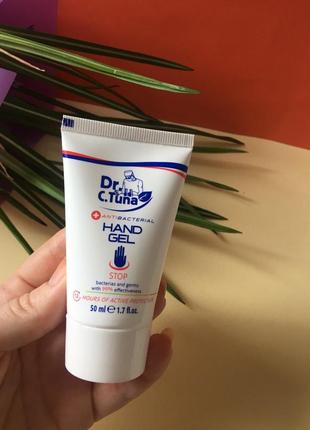 Dr.
C.Tuna
ANTIBACTERIAL
HAND
GEL
STOP
bacterias and germs
with 99% effectiveness
HOURS OF ACTIVE PROTECTION
50 ml e 1.7 fl.oz.